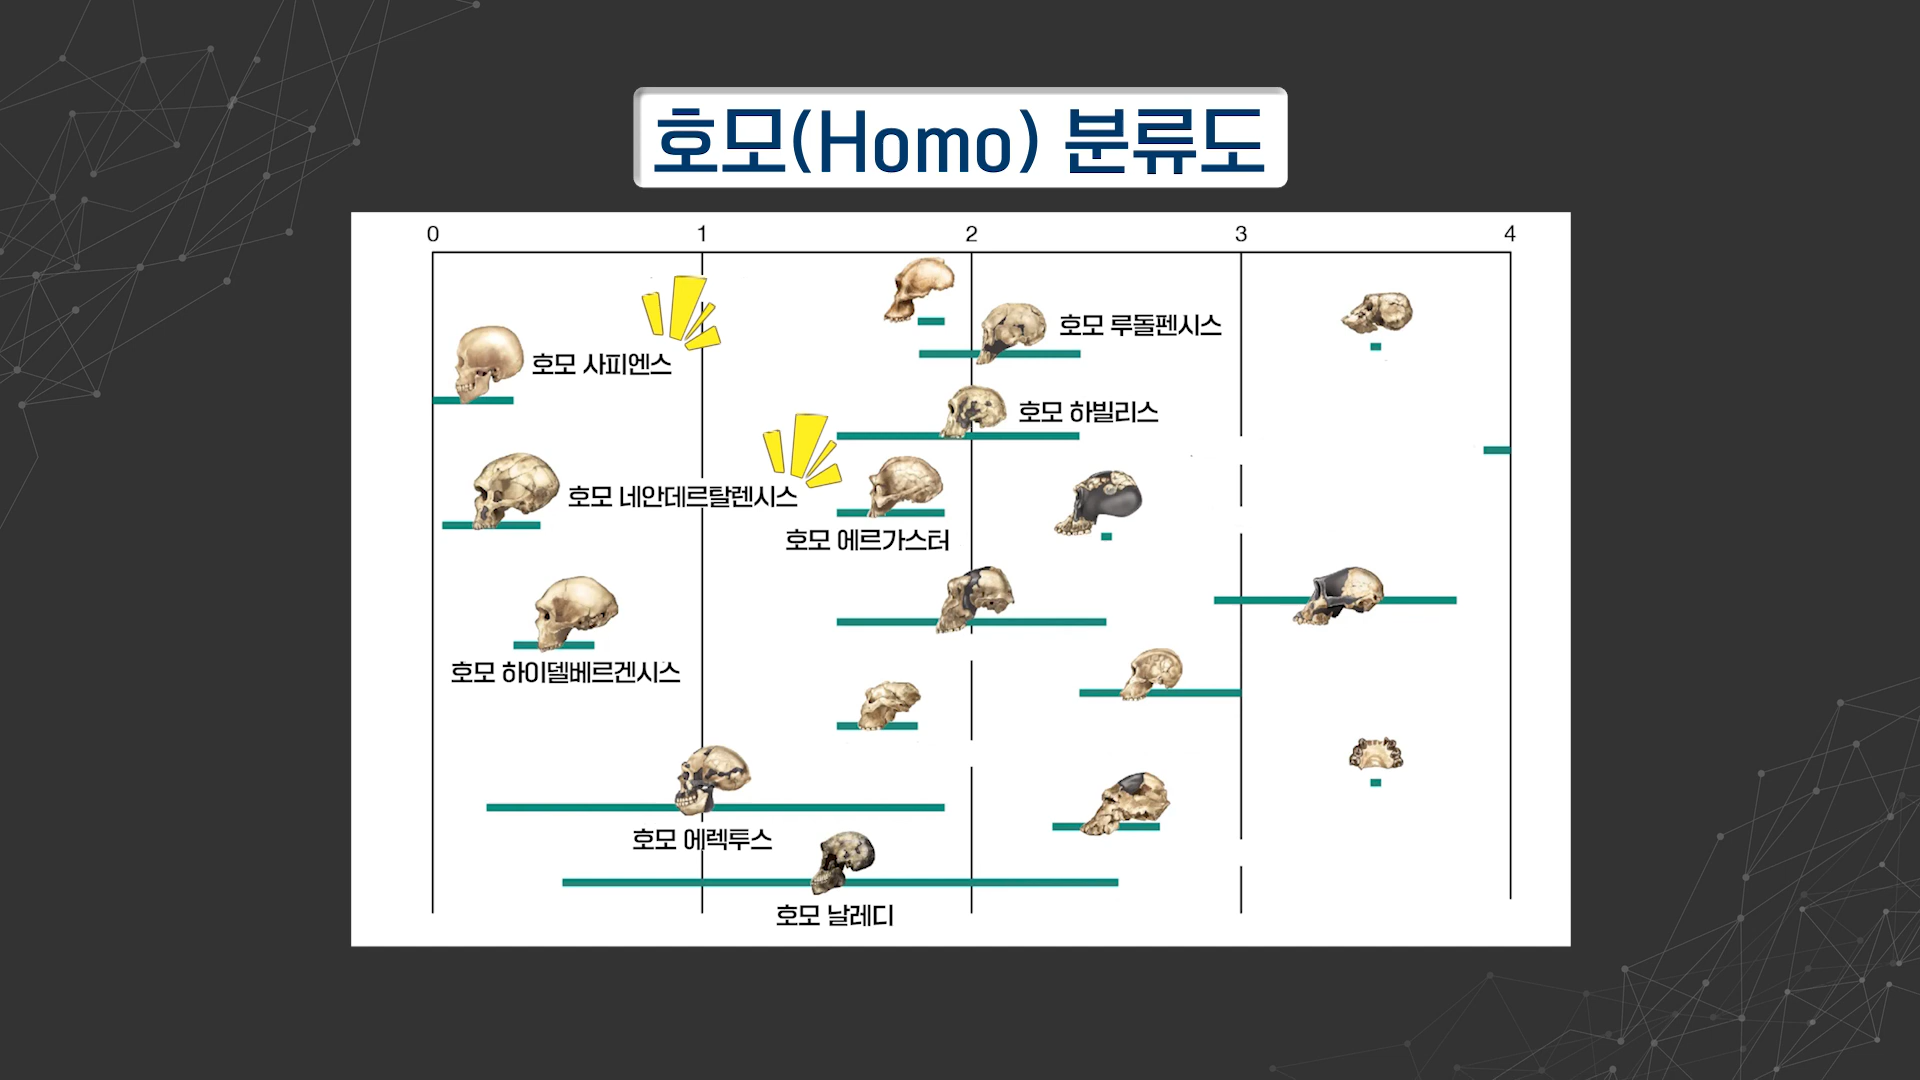 호모(Homo) 분류도
0 1 2 3 4
호모 루돌펜시스
호모 사피엔스
호모 하빌리스
호모 네안데르탈렌시스
호모 에르가스터
호모 하이델베르겐시스
호모 에렉투스
호모 날레디